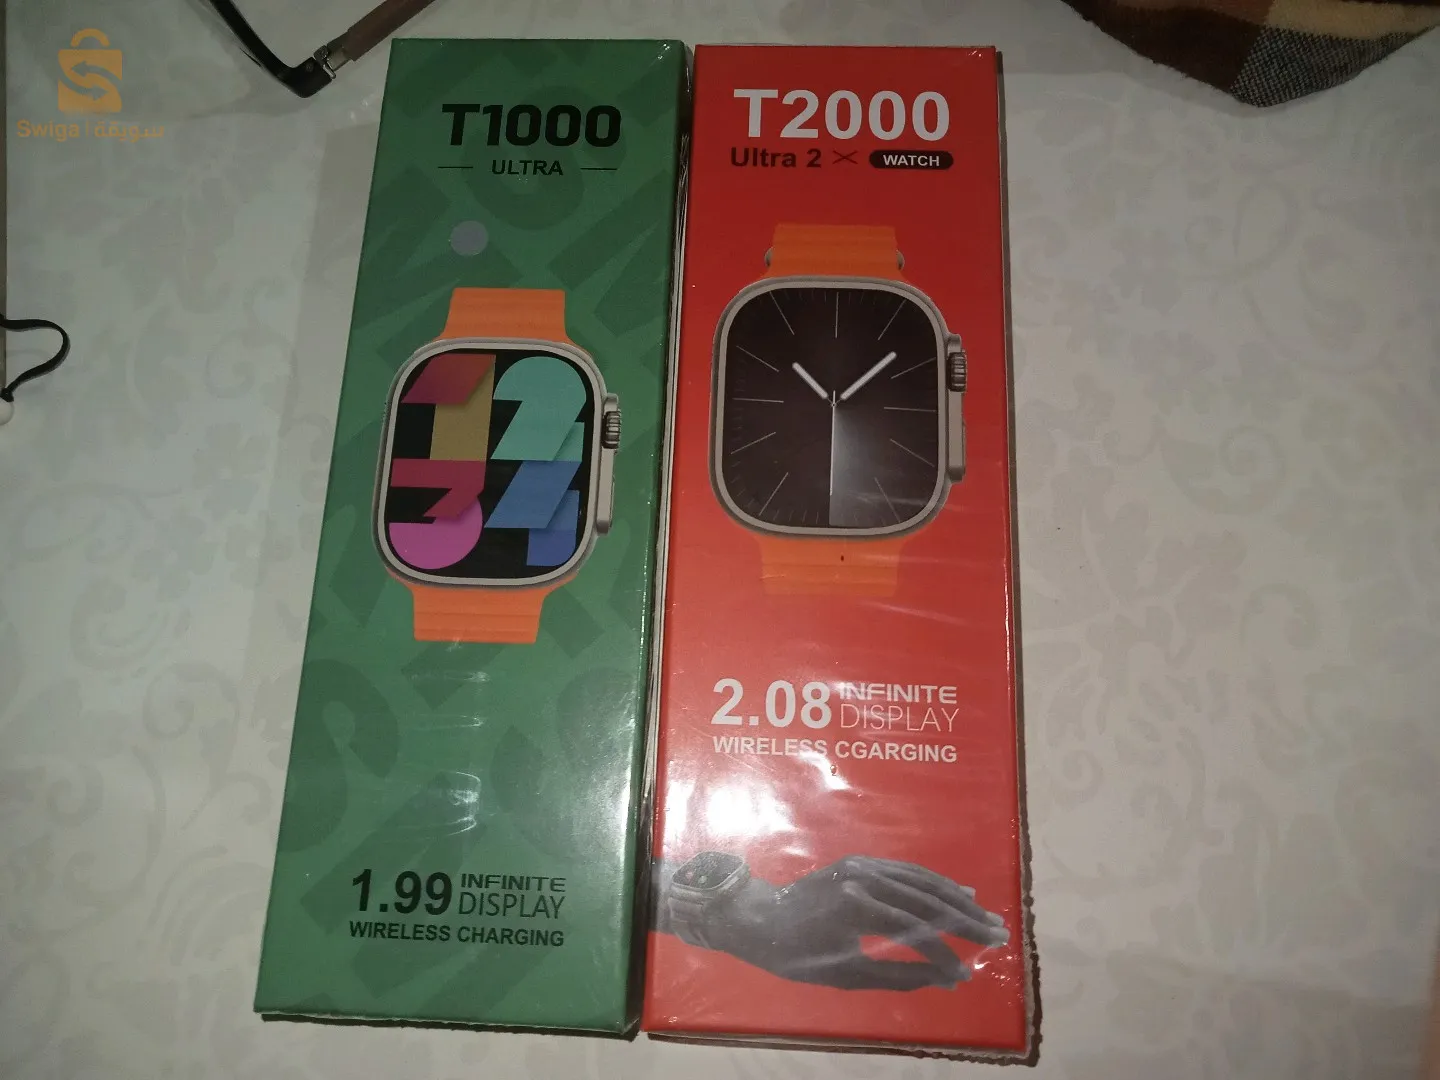 Swiga | سويقة
T1000
ULTRA
1.99 INFINITE
DISPLAY
WIRELESS CHARGING
T2000
Ultra 2 WATCH
2.08 INFINITE
DISPLAY
WIRELESS CGARGING